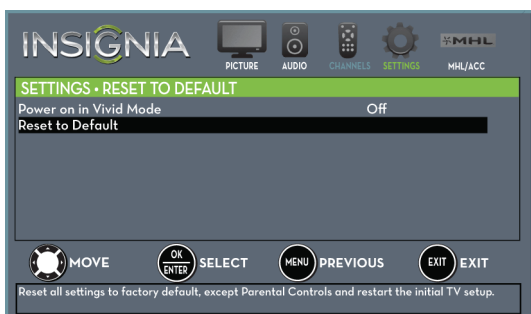 INSIGNIA
PICTURE AUDIO CHANNELS SETTINGS MHL MHL/ACC
SETTINGS • RESET TO DEFAULT
Power on in Vivid Mode Off
Reset to Default
MOVE OK ENTER SELECT MENU PREVIOUS EXIT EXIT
Reset all settings to factory default, except Parental Controls and restart the initial TV setup.